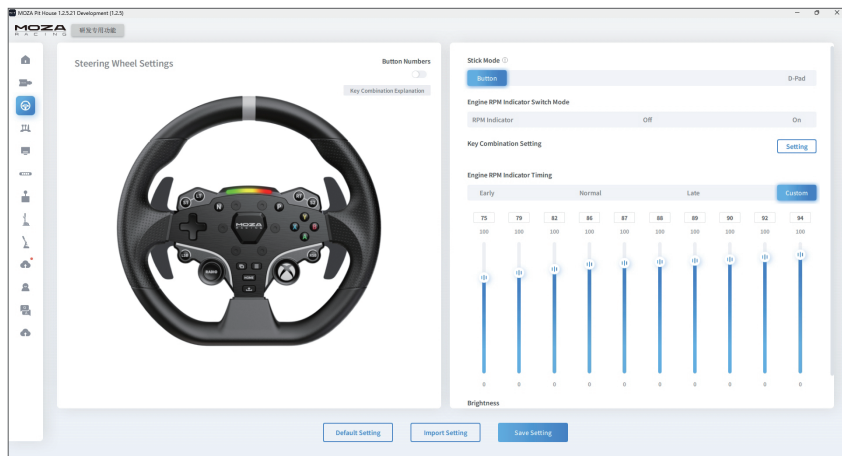 MOZA Pit House 1.2.5.21 Development (1.2.5)
MOZA
RACING
研发专用功能
Steering Wheel Settings
Button Numbers
Key Combination Explanation
N
P
MOZA
RADIO
HOME
Stick Mode
Button
D-Pad
Engine RPM Indicator Switch Mode
RPM Indicator
Off
On
Key Combination Setting
Setting
Engine RPM Indicator Timing
Early
Normal
Late
Custom
75 79 82 86 87 88 89 90 92 94
100 100 100 100 100 100 100 100 100 100
0 0 0 0 0 0 0 0 0 0
Brightness
Default Setting
Import Setting
Save Setting